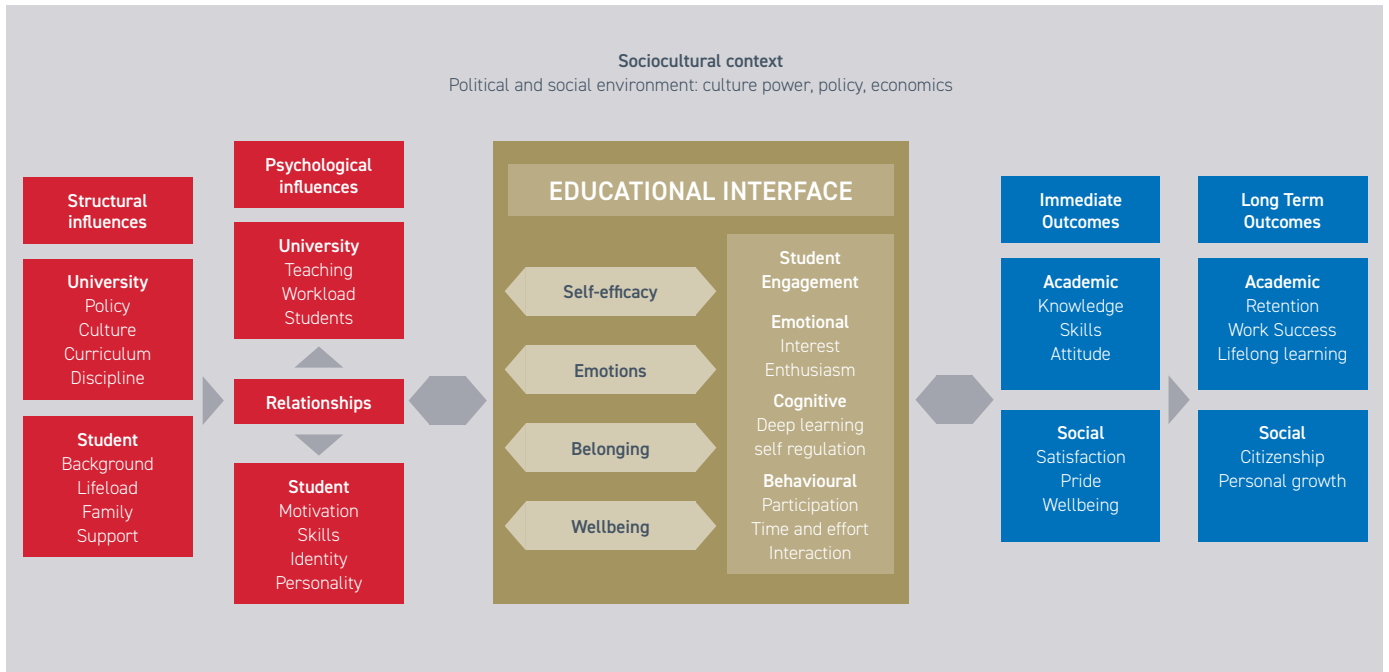 Sociocultural context
Political and social environment: culture power, policy, economics
Structural
influences
University
Policy
Culture
Curriculum
Discipline
Student
Background
Lifeload
Family
Support
Psychological
influences
University
Teaching
Workload
Students
Relationships
Student
Motivation
Skills
Identity
Personality
EDUCATIONAL INTERFACE
Self-efficacy
Emotions
Belonging
Wellbeing
Student
Engagement
Emotional
Interest
Enthusiasm
Cognitive
Deep learning
self regulation
Behavioural
Participation
Time and effort
Interaction
Immediate
Outcomes
Academic
Knowledge
Skills
Attitude
Social
Satisfaction
Pride
Wellbeing
Long Term
Outcomes
Academic
Retention
Work Success
Lifelong learning
Social
Citizenship
Personal growth